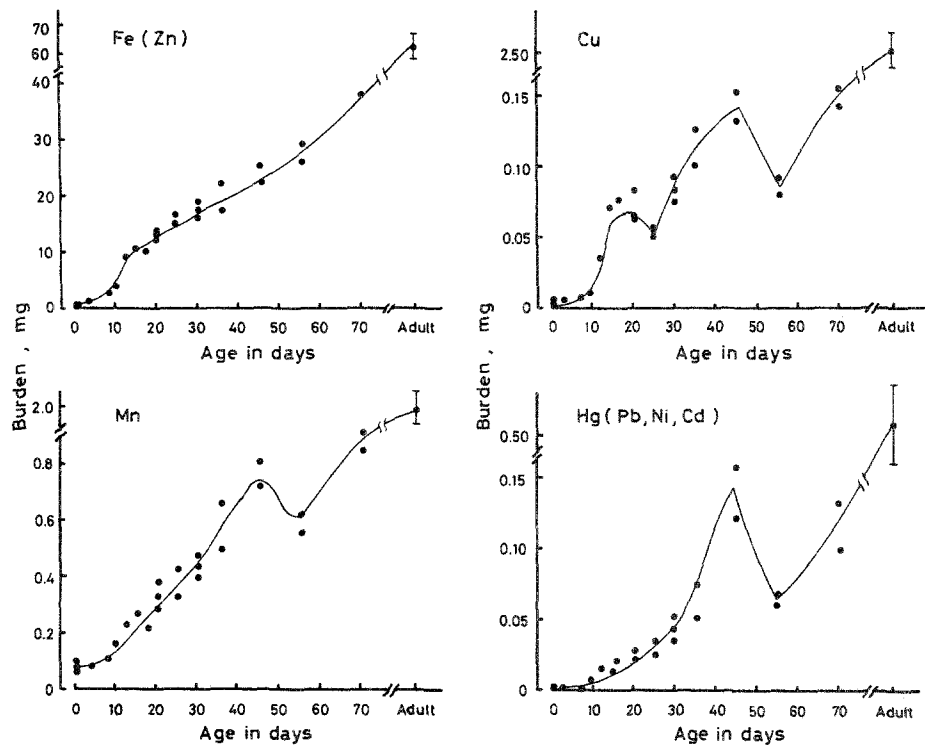 Fe (Zn)
70
60
40
30
20
10
0
0 10 20 30 40 50 60 70 Adult
Age in days
Cu
2.50
0.15
0.10
0.05
0
0 10 20 30 40 50 60 70 Adult
Age in days
Burden, mg
Burden, mg
Mn
2.0
0.8
0.6
0.4
0.2
0
0 10 20 30 40 50 60 70 Adult
Age in days
Hg (Pb, Ni, Cd)
0.50
0.15
0.10
0.05
0
0 10 20 30 40 50 60 70 Adult
Age in days